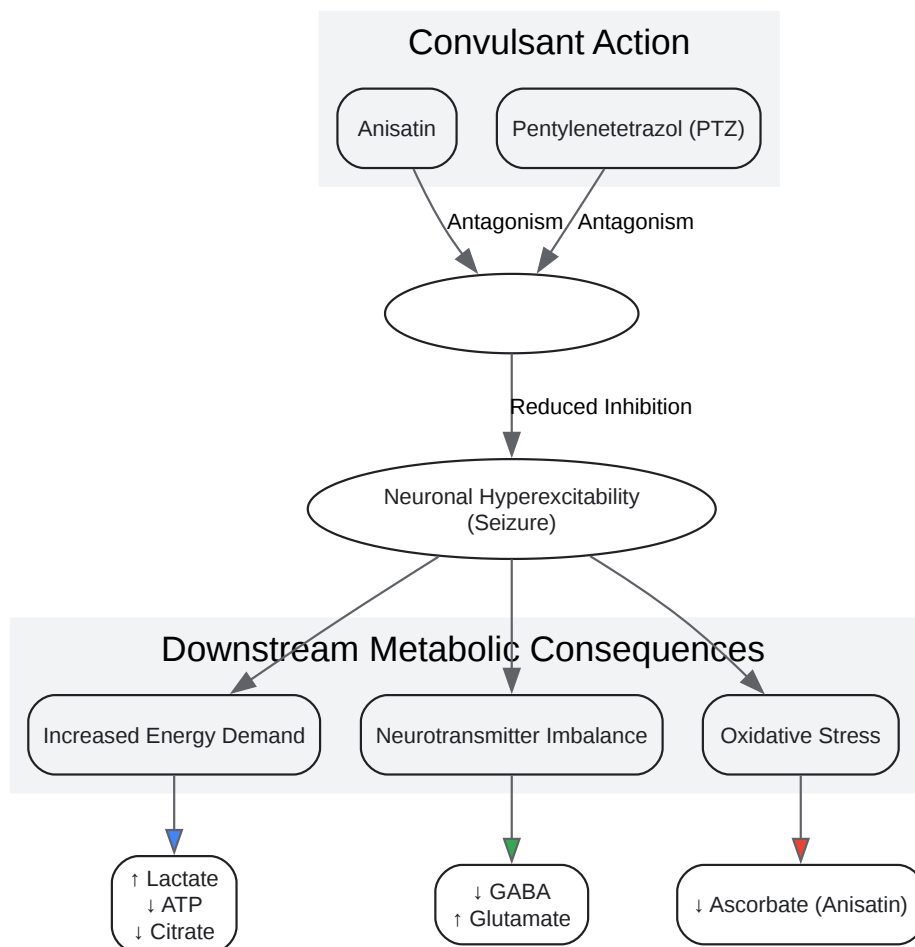 Convulsant Action
Anisatin
Pentylenetetrazol (PTZ)
Antagonism
Antagonism
Reduced Inhibition
Neuronal Hyperexcitability
(Seizure)
Downstream Metabolic Consequences
Increased Energy Demand
Neurotransmitter Imbalance
Oxidative Stress
↑ Lactate
↓ ATP
↓ Citrate
↓ GABA
↑ Glutamate
↓ Ascorbate (Anisatin)